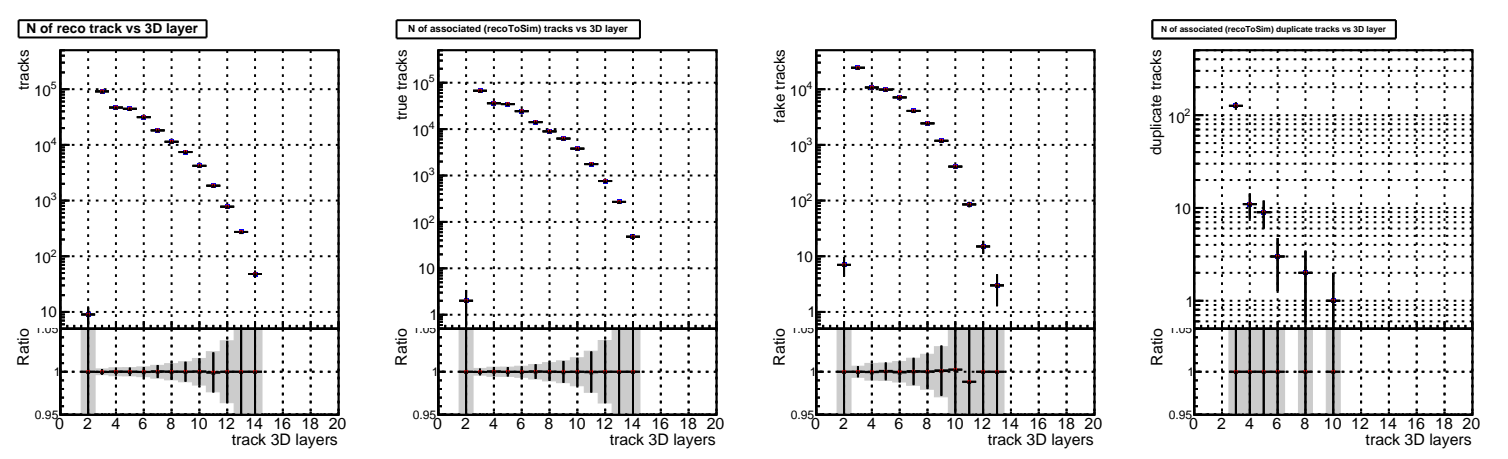 N of reco track vs 3D layer
tracks
10^5
10^4
10^3
10^2
10
Ratio
1.05
1
0.95
0 2 4 6 8 10 12 14 16 18 20
track 3D layers
N of associated (recoToSim) tracks vs 3D layer
true tracks
10^5
10^4
10^3
10^2
10
1
Ratio
1.05
1
0.95
0 2 4 6 8 10 12 14 16 18 20
track 3D layers
fake tracks
10^4
10^3
10^2
10
1
Ratio
1.05
1
0.95
0 2 4 6 8 10 12 14 16 18 20
track 3D layers
N of associated (recoToSim) duplicate tracks vs 3D layer
duplicate tracks
10^2
10
1
Ratio
1.05
1
0.95
0 2 4 6 8 10 12 14 16 18 20
track 3D layers